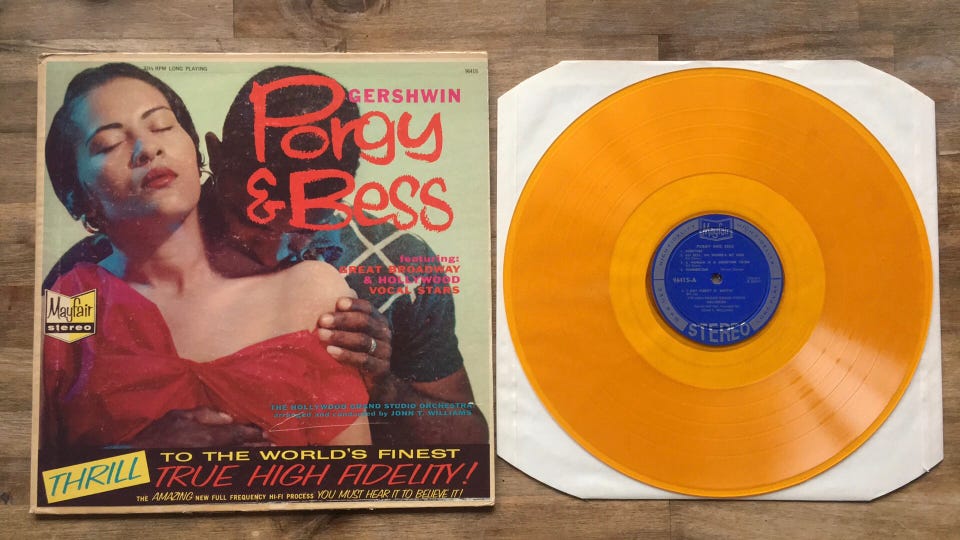 33⅓ RPM LONG PLAYING
9641S
GERSHWIN
Porgy
& Bess
featuring:
GREAT BROADWAY
& HOLLYWOOD
VOCAL STARS
Mayfair
stereo
THE HOLLYWOOD GRAND STUDIO ORCHESTRA
arranged and conducted by JOHN T. WILLIAMS
THRILL TO THE WORLD'S FINEST
TRUE HIGH FIDELITY!
THE AMAZING NEW FULL FREQUENCY HI-FI PROCESS YOU MUST HEAR IT TO BELIEVE IT!
Mayfair
PORGY AND BESS
9641S-A
STEREO